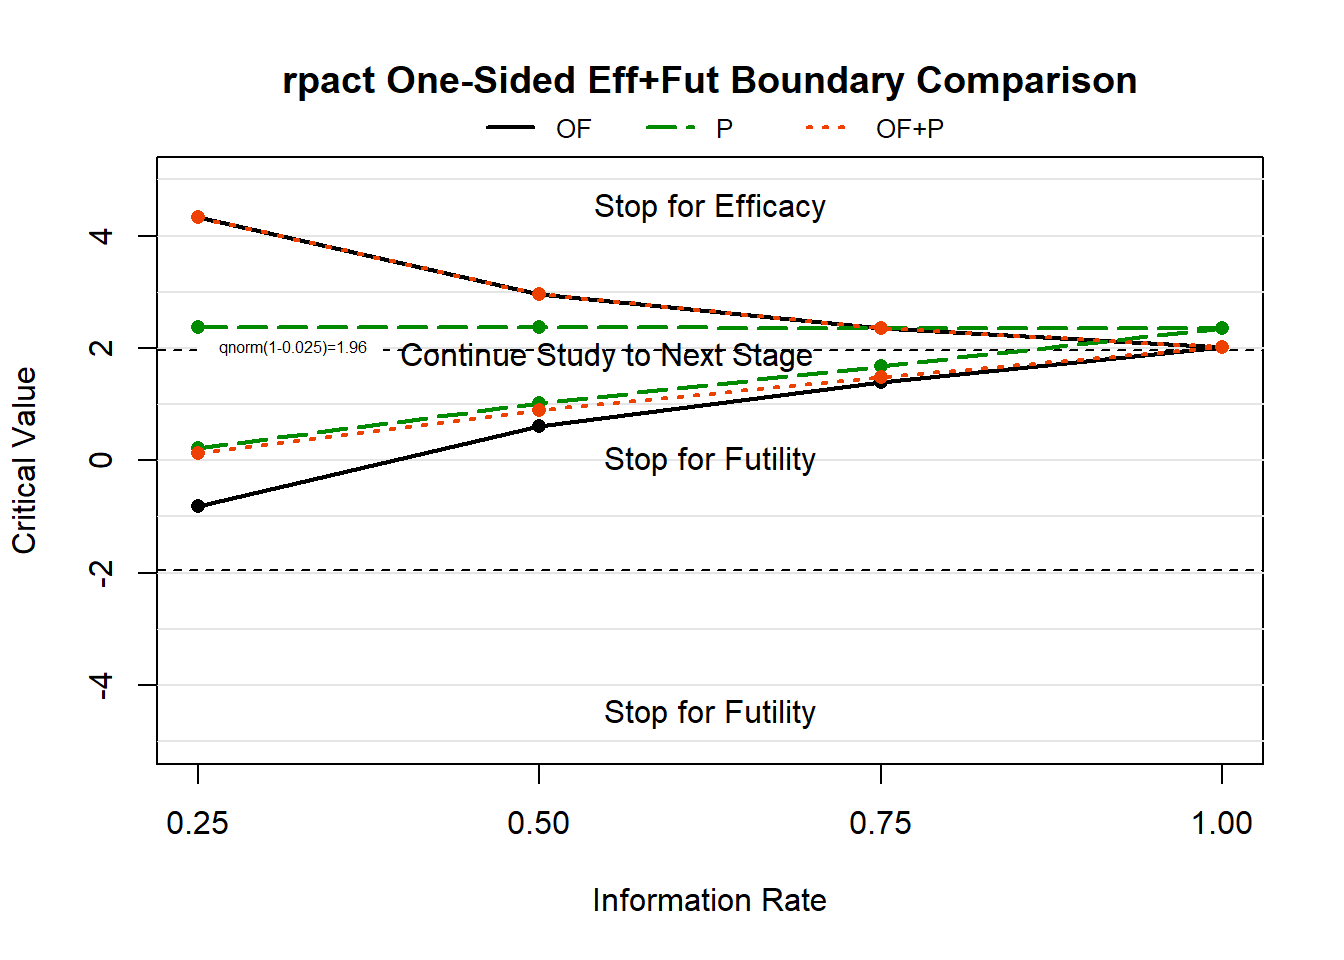 rpact One-Sided Eff+Fut Boundary Comparison
OF P OF+P
Stop for Efficacy
4
qnorm(1-0.025)=1.96
2
Continue Study to Next Stage
Critical Value
0
Stop for Futility
-2
-4
Stop for Futility
0.25 0.50 0.75 1.00
Information Rate